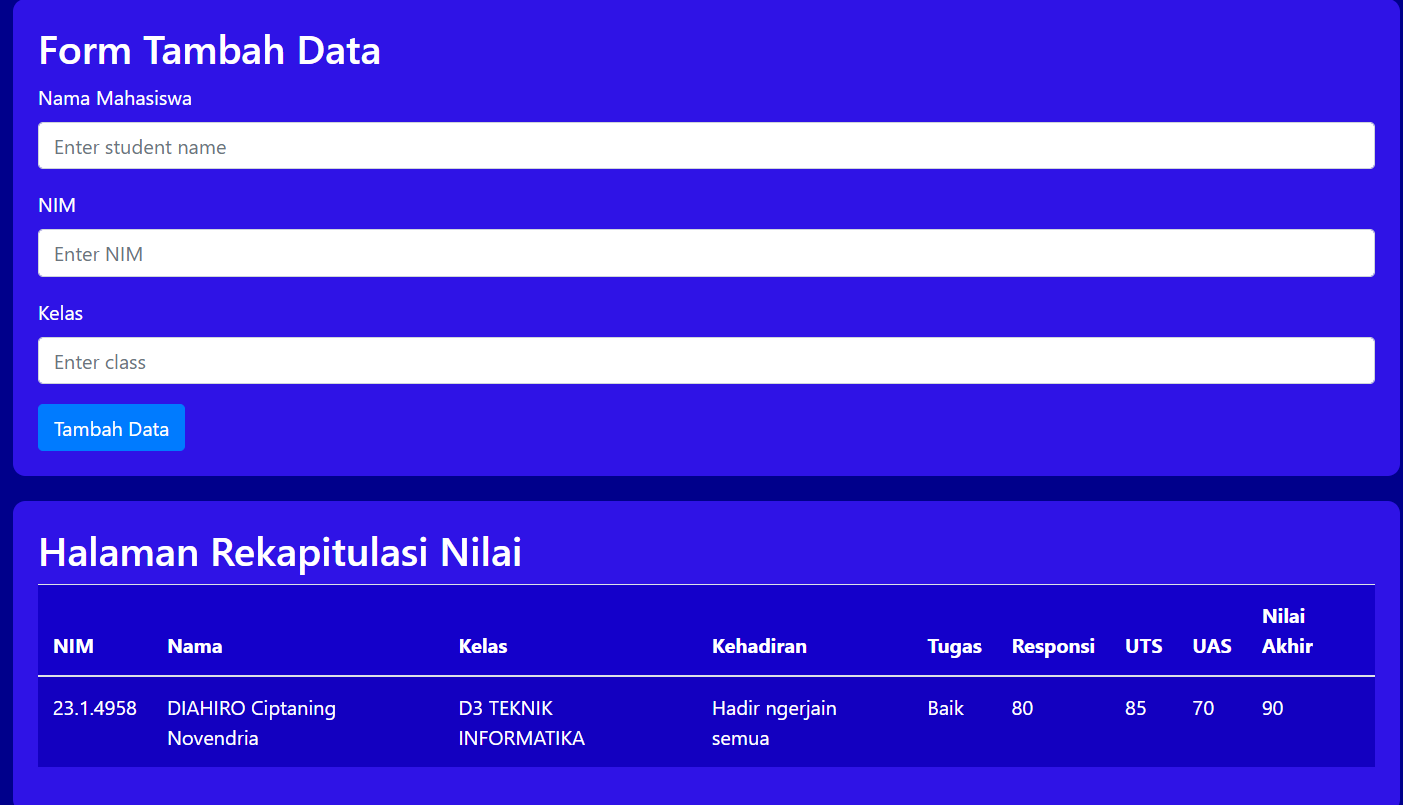 Form Tambah Data
Nama Mahasiswa
Enter student name
NIM
Enter NIM
Kelas
Enter class
Tambah Data
Halaman Rekapitulasi Nilai
NIM Nama Kelas Kehadiran Tugas Responsi UTS UAS Nilai Akhir
23.1.4958 DIAHIRO Ciptaning D3 TEKNIK Hadir ngerjain Baik 80 85 70 90
Novendria INFORMATIKA semua